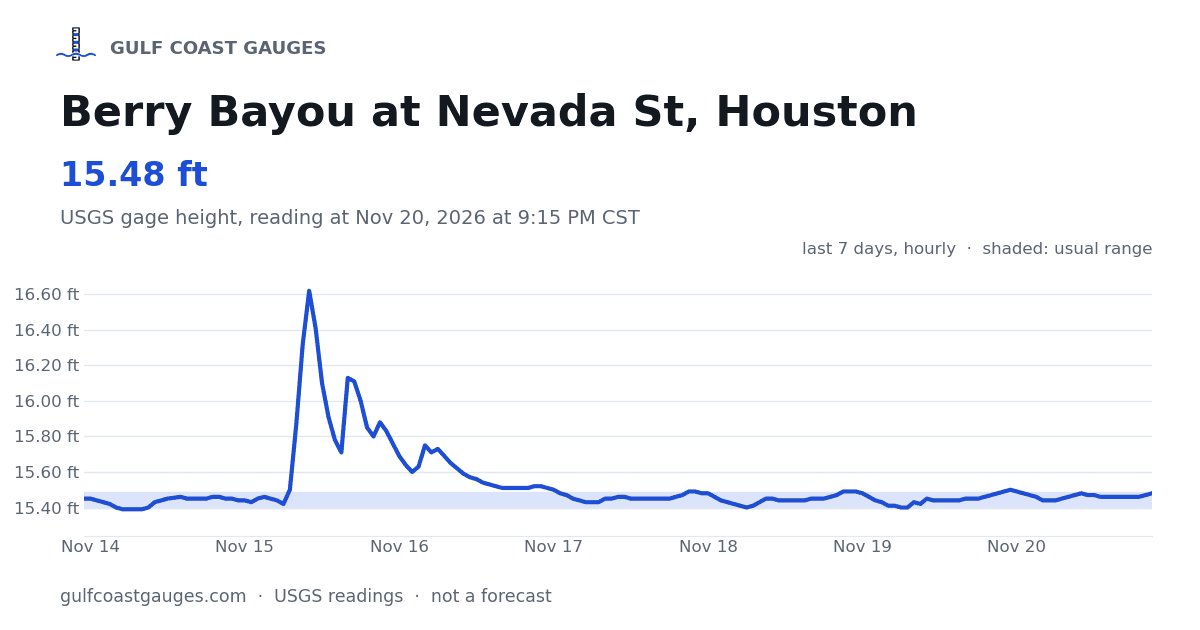 GULF COAST GAUGES
Berry Bayou at Nevada St, Houston
15.48 ft
USGS gage height, reading at Nov 20, 2026 at 9:15 PM CST
last 7 days, hourly · shaded: usual range
16.60 ft
16.40 ft
16.20 ft
16.00 ft
15.80 ft
15.60 ft
15.40 ft
Nov 14 Nov 15 Nov 16 Nov 17 Nov 18 Nov 19 Nov 20
gulfcoastgauges.com · USGS readings · not a forecast